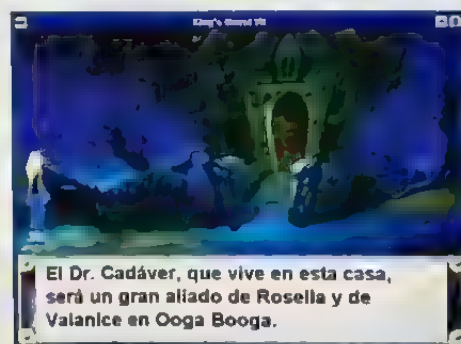 King's Quest VII
El Dr. Cadáver, que vive en esta casa,
será un gran aliado de Rosella y de
Valanice en Ooga Booga.